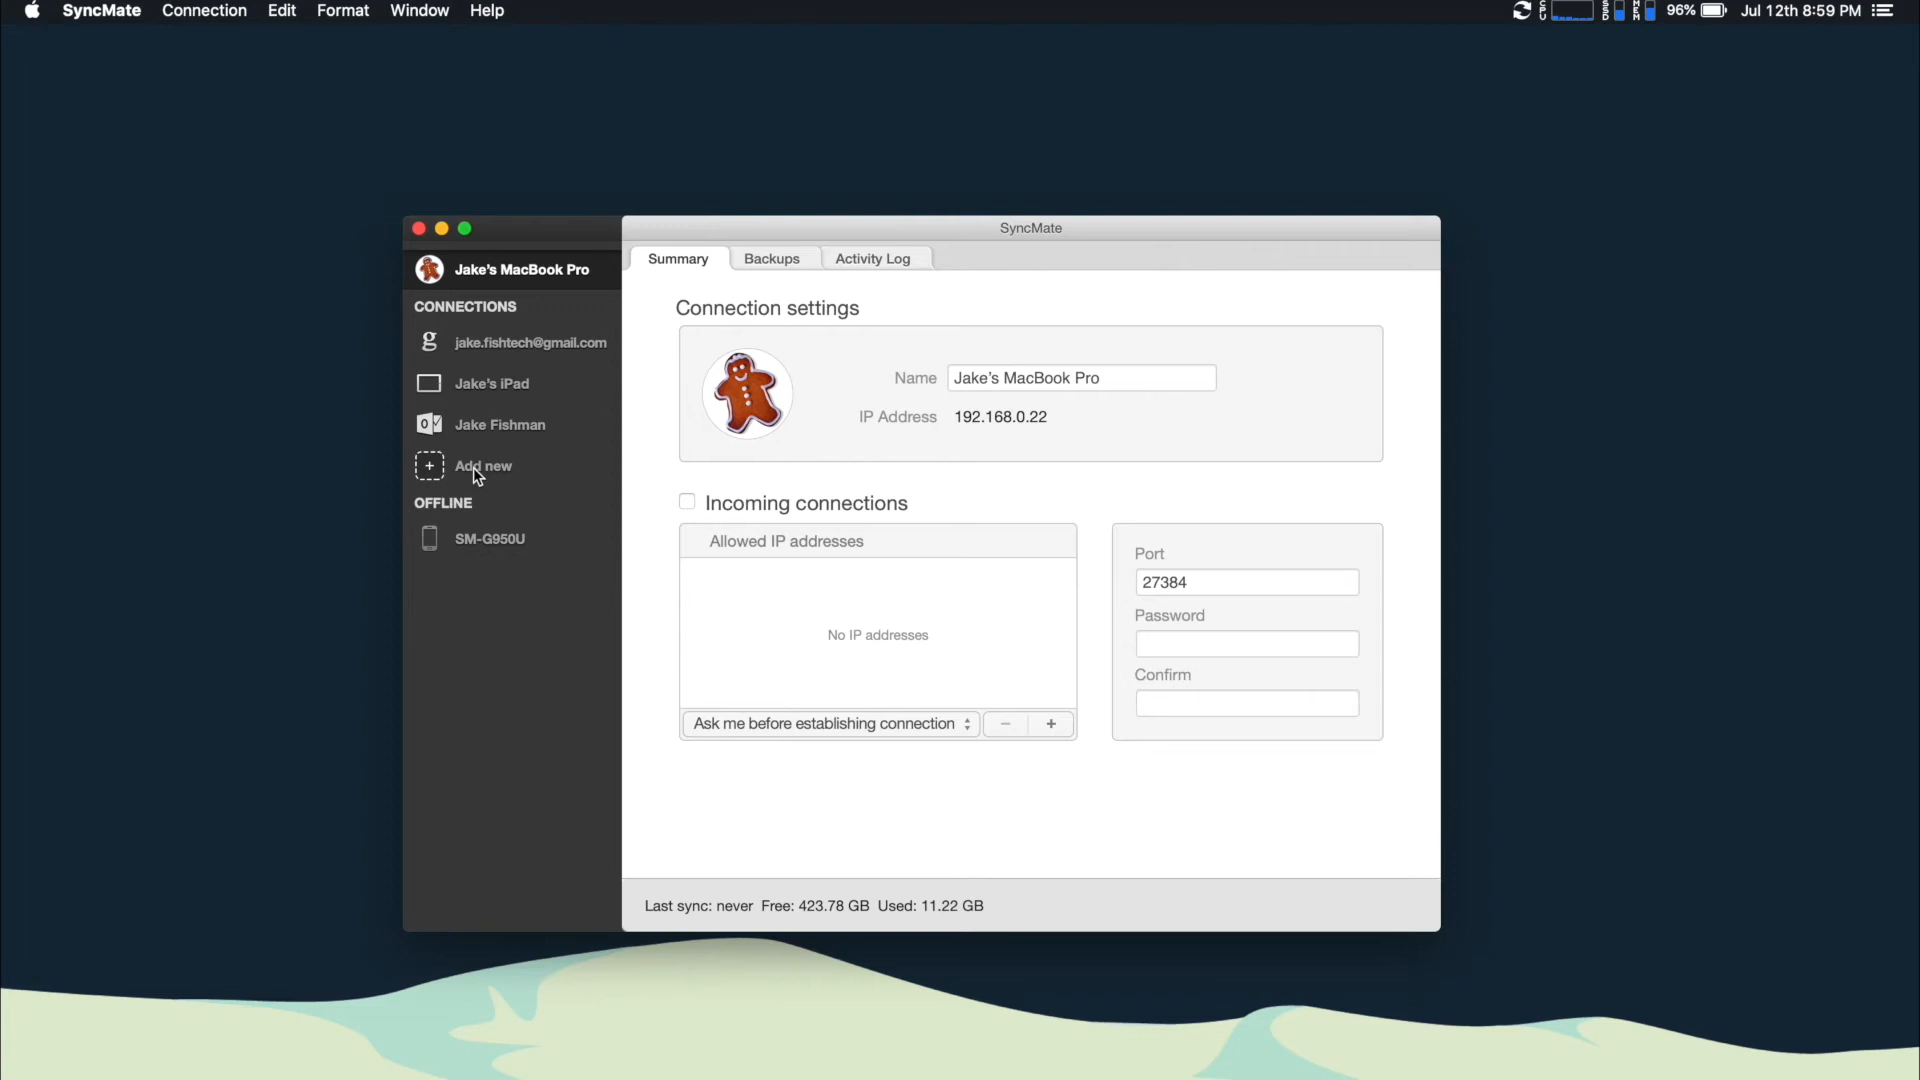 SyncMate Connection Edit Format Window Help CPU SSD MEM 96% Jul 12th 8:59 PM
SyncMate
Jake's MacBook Pro
CONNECTIONS
g jake.fishtech@gmail.com
Jake's iPad
Jake Fishman
+ Add new
OFFLINE
SM-G950U
Summary Backups Activity Log
Connection settings
Name Jake's MacBook Pro
IP Address 192.168.0.22
Incoming connections
Allowed IP addresses
No IP addresses
Ask me before establishing connection − +
Port
27384
Password
Confirm
Last sync: never Free: 423.78 GB Used: 11.22 GB